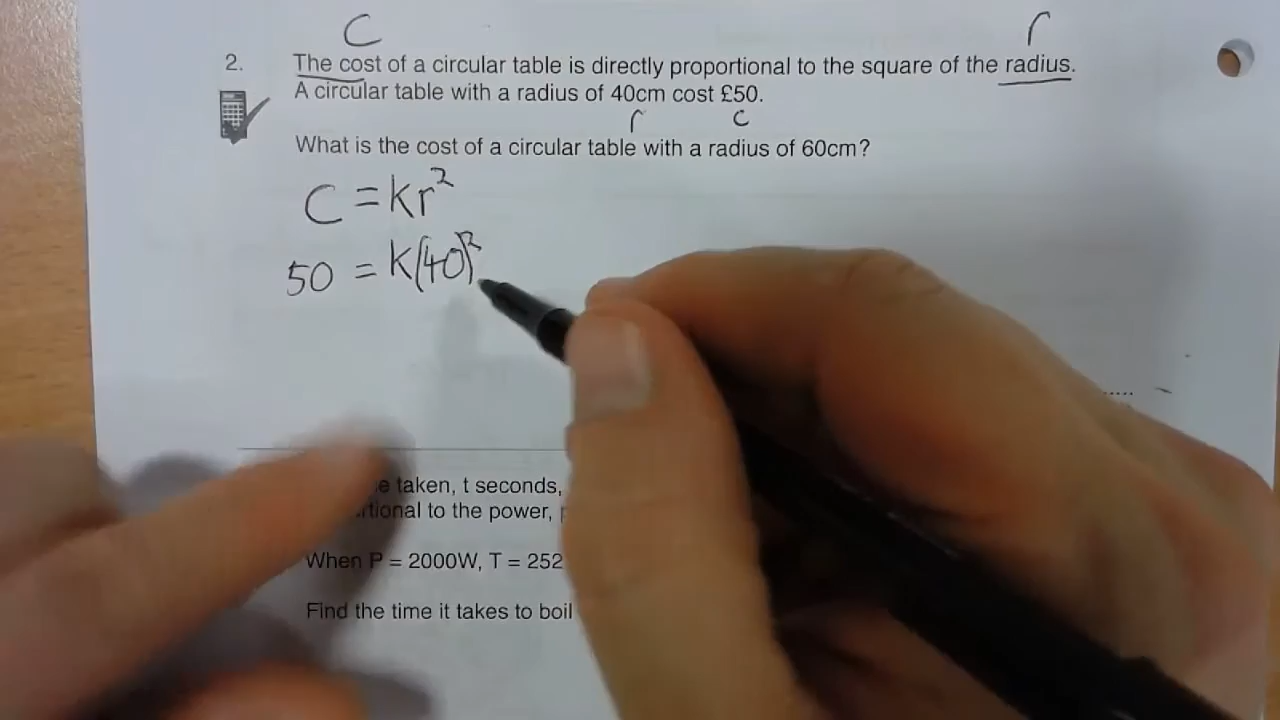 C r
2. The cost of a circular table is directly proportional to the square of the radius.
A circular table with a radius of 40cm cost £50.
r c
What is the cost of a circular table with a radius of 60cm?
C = kr²
50 = k(40)²
taken, t seconds,
to the power,
When P = 2000W, T = 252
Find the time it takes to boil